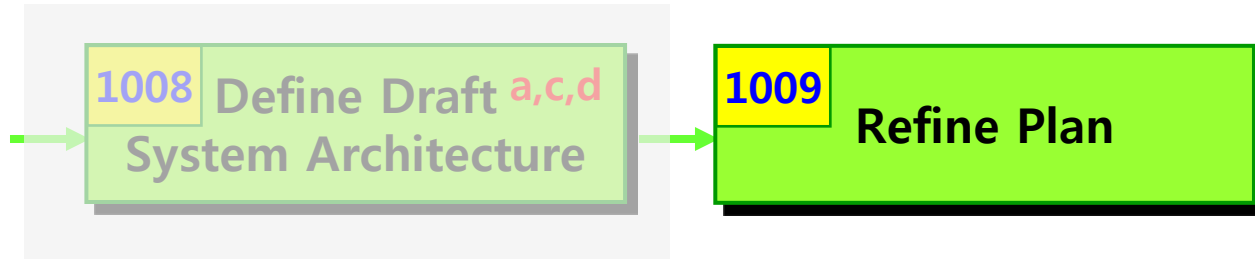 1008
Define Draft a,c,d
System Architecture
1009
Refine Plan